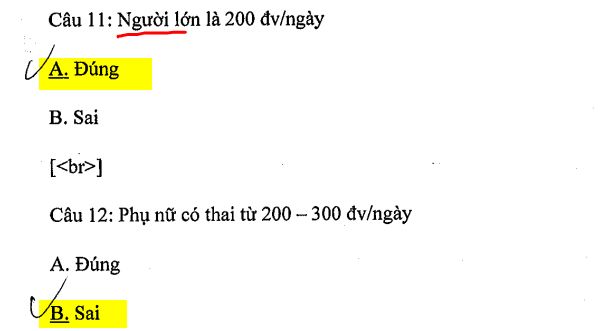 Câu 11: Người lớn là 200 đv/ngày
A. Đúng
B. Sai
[<br>]
Câu 12: Phụ nữ có thai từ 200 – 300 đv/ngày
A. Đúng
B. Sai